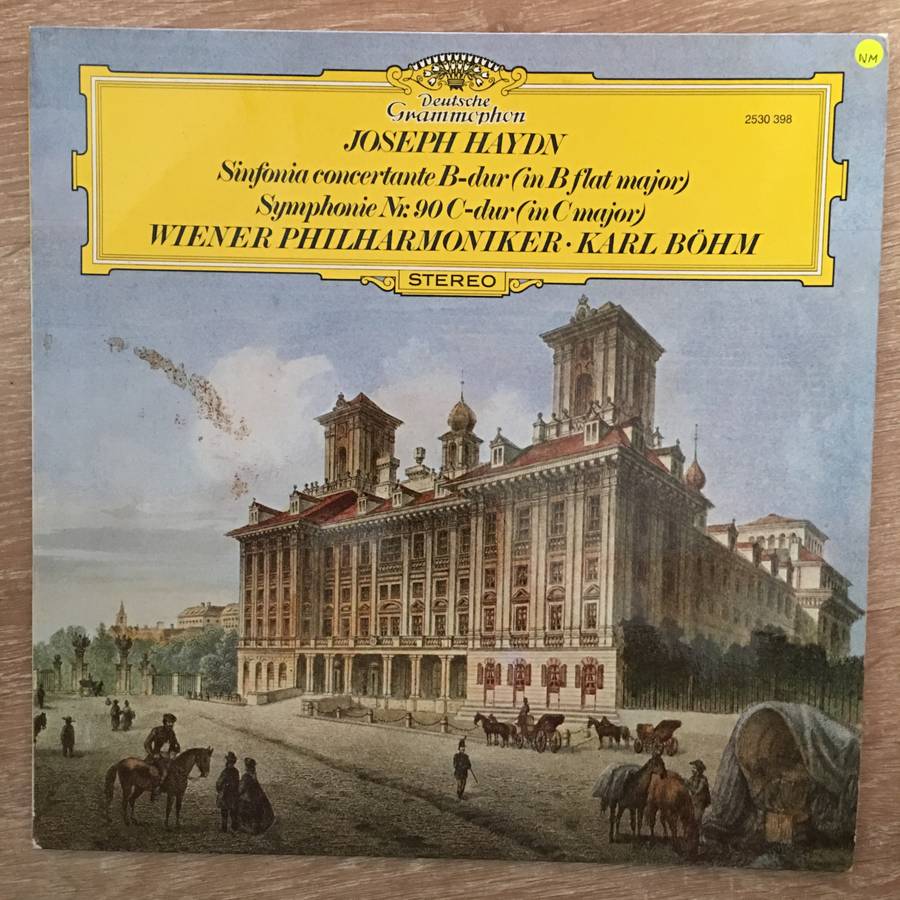 NM
Deutsche
Grammophon
2530 398
JOSEPH HAYDN
Sinfonia concertante B-dur (in B flat major)
Symphonie Nr. 90 C-dur (in C major)
WIENER PHILHARMONIKER · KARL BÖHM
STEREO